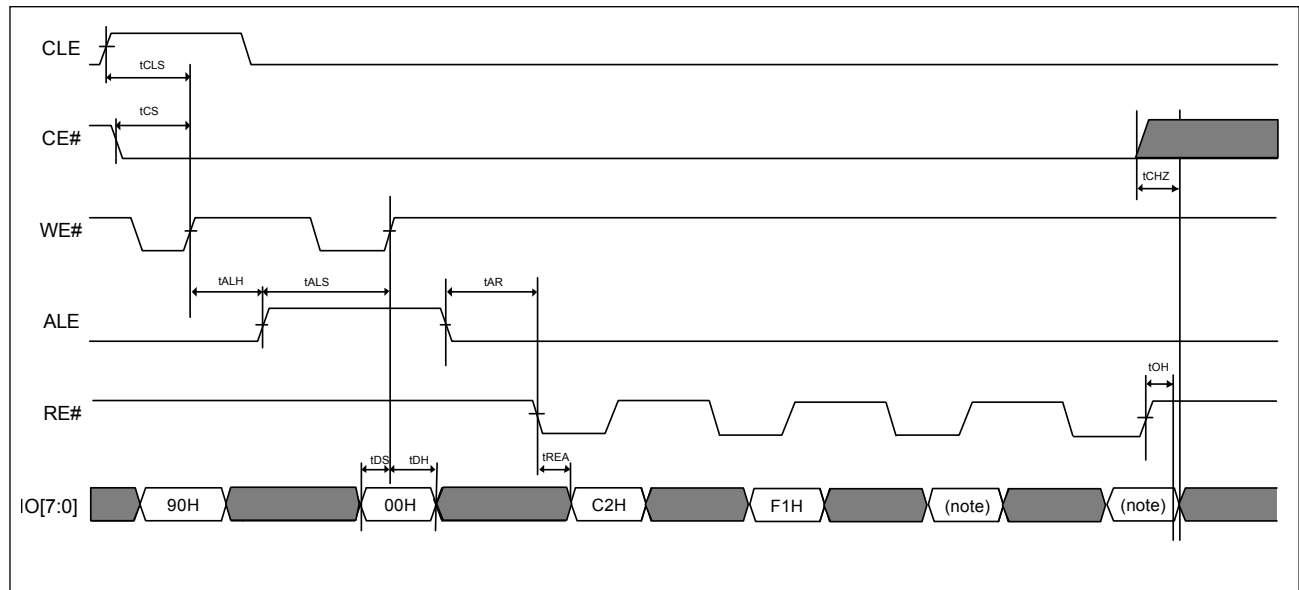 CLE
tCLS
tCS
CE#
tCHZ
WE#
tALH
tALS
tAR
ALE
tOH
RE#
tDS
tDH
tREA
IO[7:0]
90H
00H
C2H
F1H
(note)
(note)